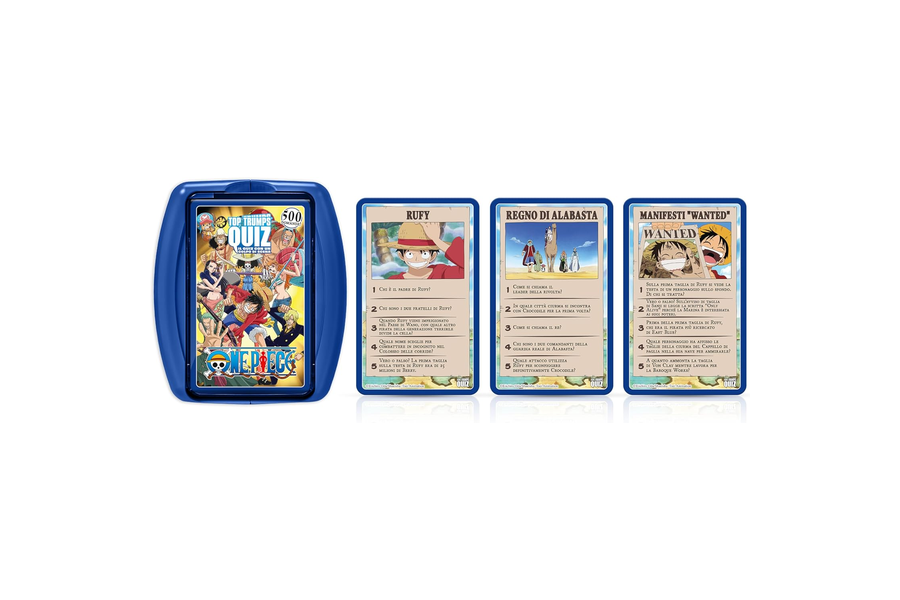 TOP TRUMPS
500
QUIZ
ONE PIECE
RUFY
1 Chi è il padre di Rufy?
2 Chi sono i due fratelli di Rufy?
3 Quando Rufy viene imprigionato
nel Paese di Wano, con quale altro
pirata della Generazione Terribile
divide la cella?
4 Quale nome sceglie per
combattere in incognito nel
Colosseo delle Corride?
5 Vero o falso? La prima taglia
sulla testa di Rufy era di 25
milioni di Berry.
QUIZ
REGNO DI ALABASTA
1 Come si chiama il
leader della rivolta?
2 In quale città ciurma si incontra
con Crocodile per la prima volta?
3 Come si chiama il re?
4 Chi sono i due comandanti della
guardia reale di Alabasta?
5 Quale attacco utilizza
Rufy per sconfiggere
definitivamente Crocodile?
QUIZ
MANIFESTI "WANTED"
WANTED
1 Sulla prima taglia di Rufy si vede la
testa di un personaggio sullo sfondo.
Di chi si tratta?
2 Vero o falso? Sull'avviso di taglia
di Sanji si legge la scritta "Only
Alive" perché la Marina è interessata
ai suoi poteri.
3 Prima della prima taglia di Rufy,
chi era il pirata più ricercato
di East Blue?
4 Quale personaggio ha affisso le
taglie della ciurma del Cappello di
paglia nella sua nave per ammirarle?
5 A quanto ammonta la taglia
di Von Clay mentre lavora per
la Baroque Works?
QUIZ